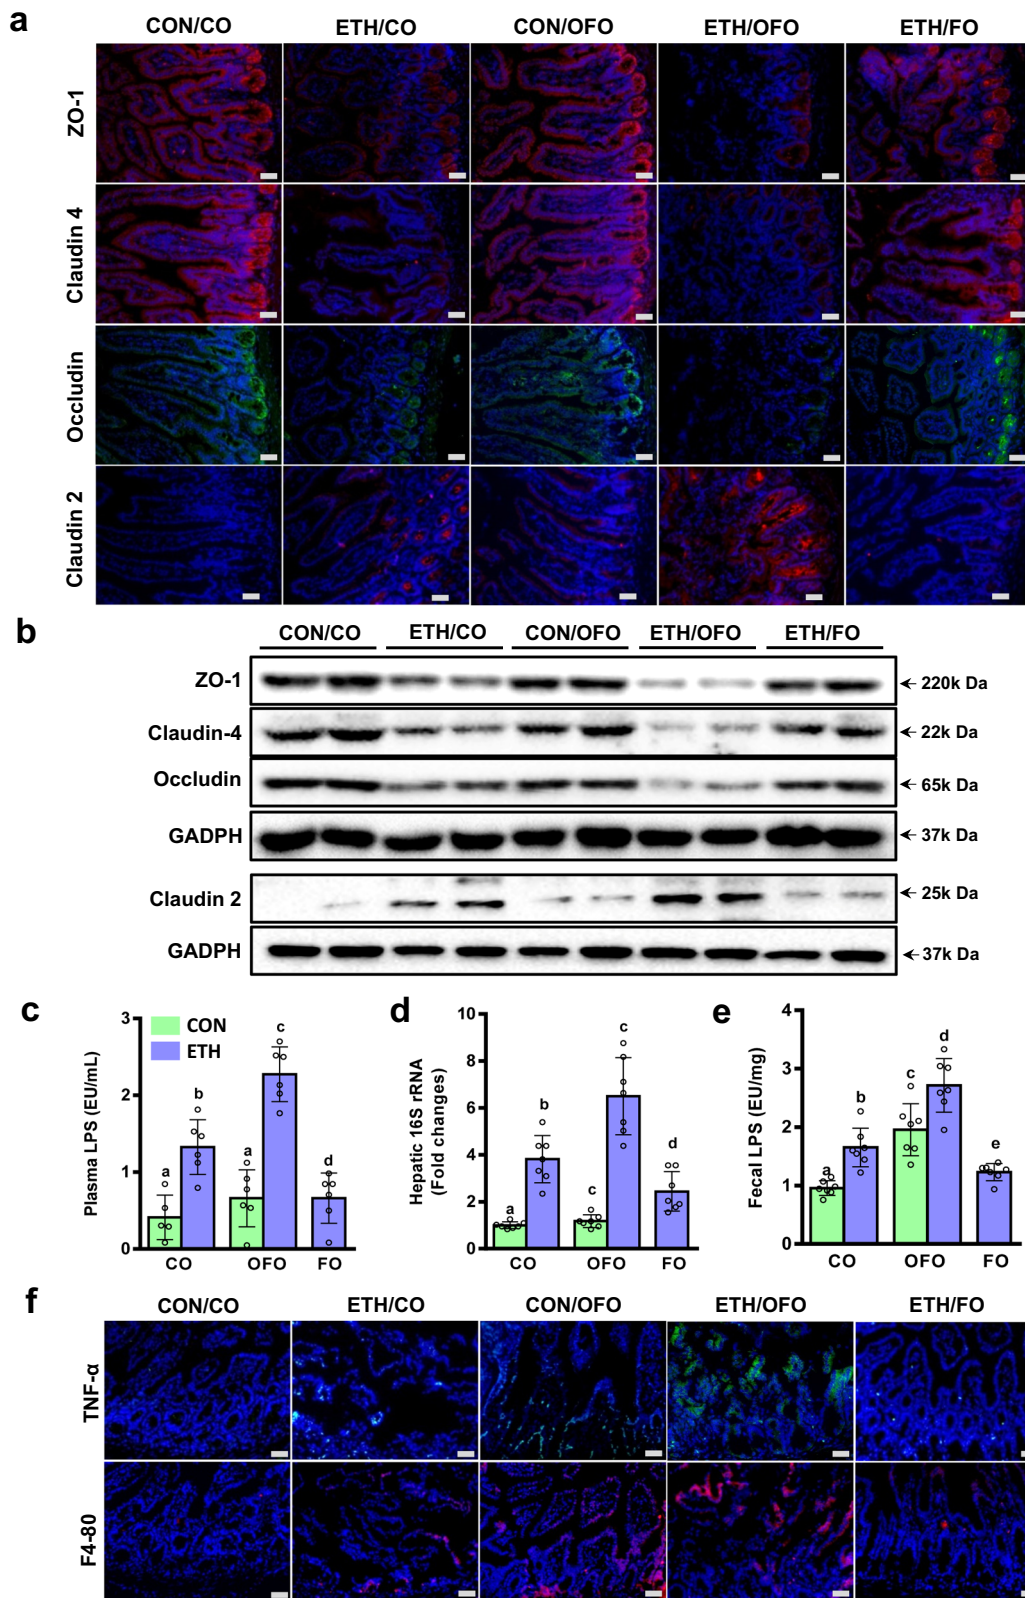 a
CON/CO ETH/CO CON/OFO ETH/OFO ETH/FO
ZO-1
Claudin 4
Occludin
Claudin 2
b
CON/CO ETH/CO CON/OFO ETH/OFO ETH/FO
ZO-1 220k Da
Claudin-4 22k Da
Occludin 65k Da
GADPH 37k Da
Claudin 2 25k Da
GADPH 37k Da
c
Plasma LPS (EU/mL)
3
2
1
0
CON
ETH
a b a c d
CO OFO FO
d
Hepatic 16S rRNA
(Fold changes)
10
8
6
4
2
0
a b c c d
CO OFO FO
e
Fecal LPS (EU/mg)
4
3
2
1
0
a b c d e
CO OFO FO
f
CON/CO ETH/CO CON/OFO ETH/OFO ETH/FO
TNF-α
F4-80